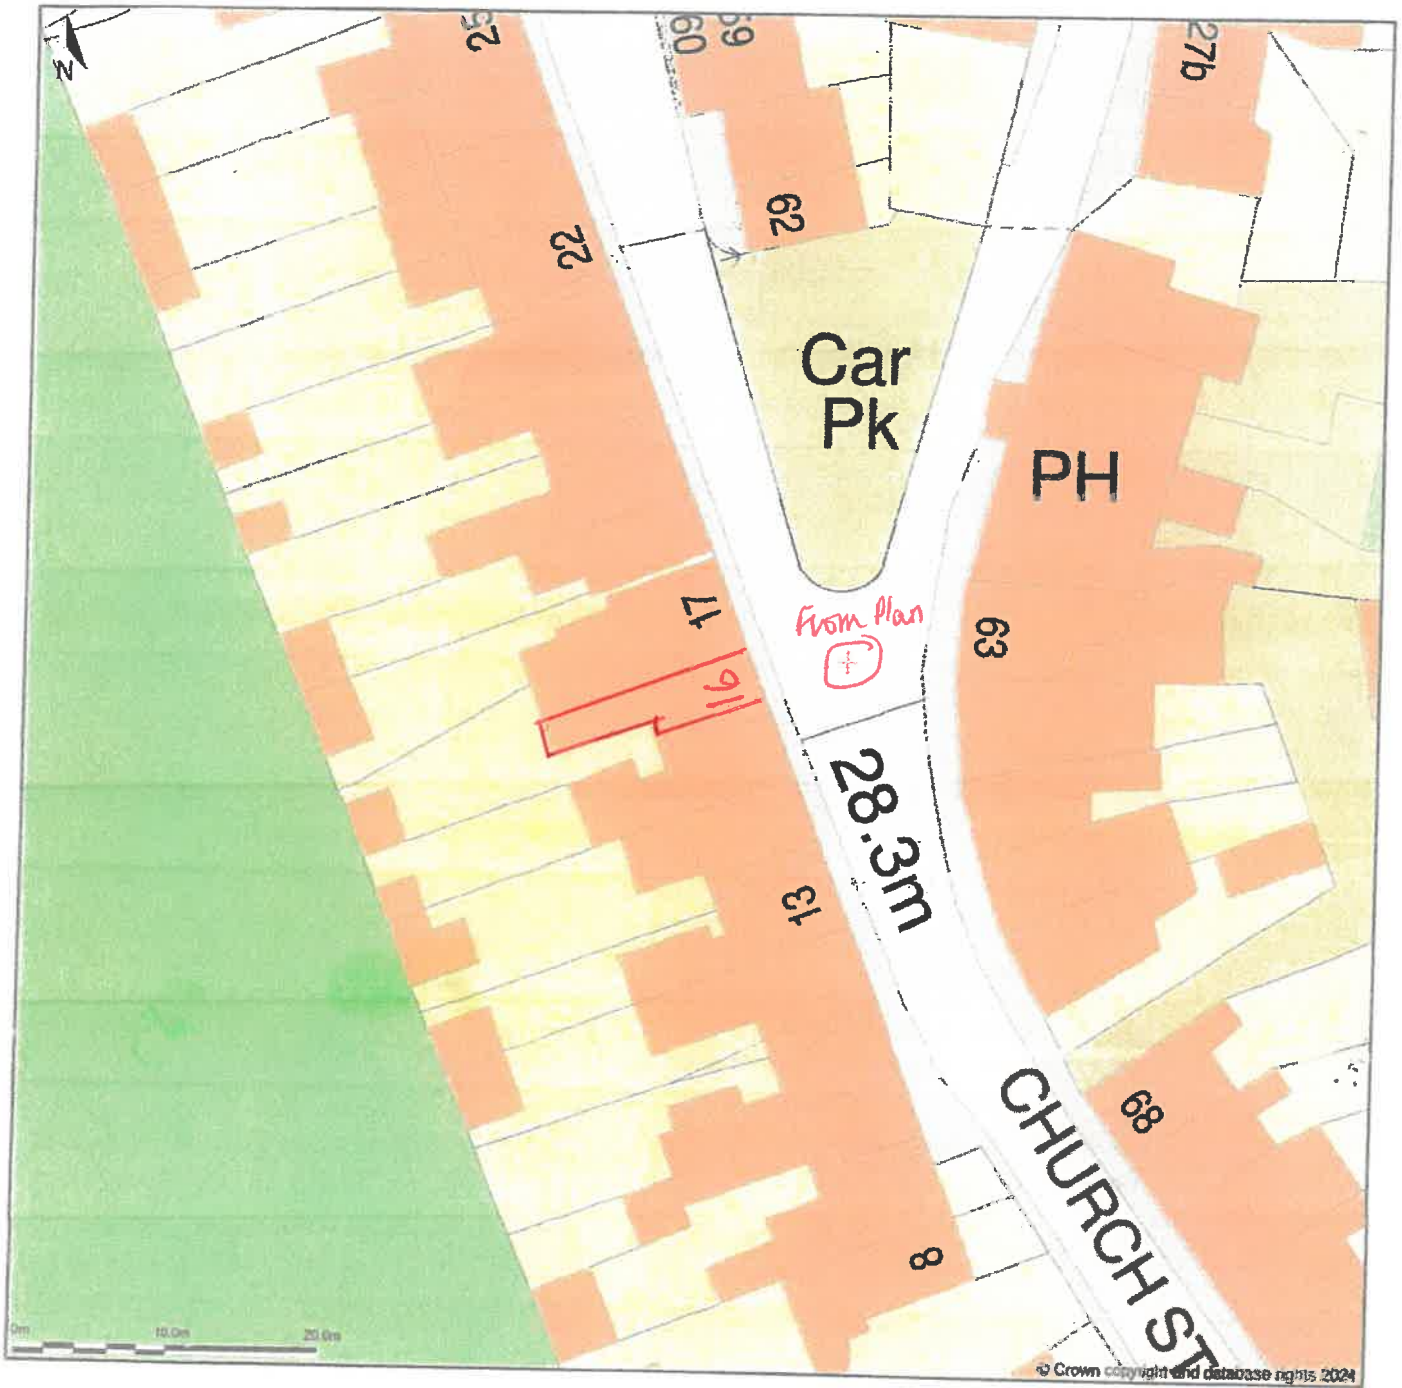 N
25
60
59
27b
62
22
Car
Pk
PH
17
From Plan
63
16
28.3m
13
CHURCH ST
68
8
0m 10.0m 20.0m
© Crown copyright and database rights 2024